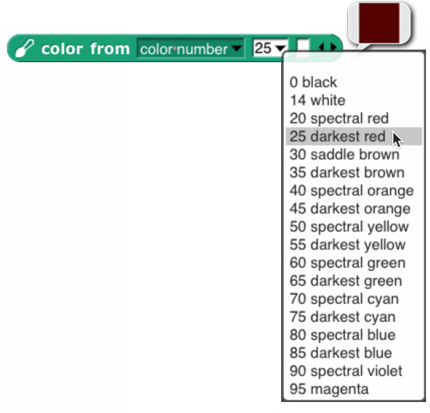 color from color number 25
0 black
14 white
20 spectral red
25 darkest red
30 saddle brown
35 darkest brown
40 spectral orange
45 darkest orange
50 spectral yellow
55 darkest yellow
60 spectral green
65 darkest green
70 spectral cyan
75 darkest cyan
80 spectral blue
85 darkest blue
90 spectral violet
95 magenta